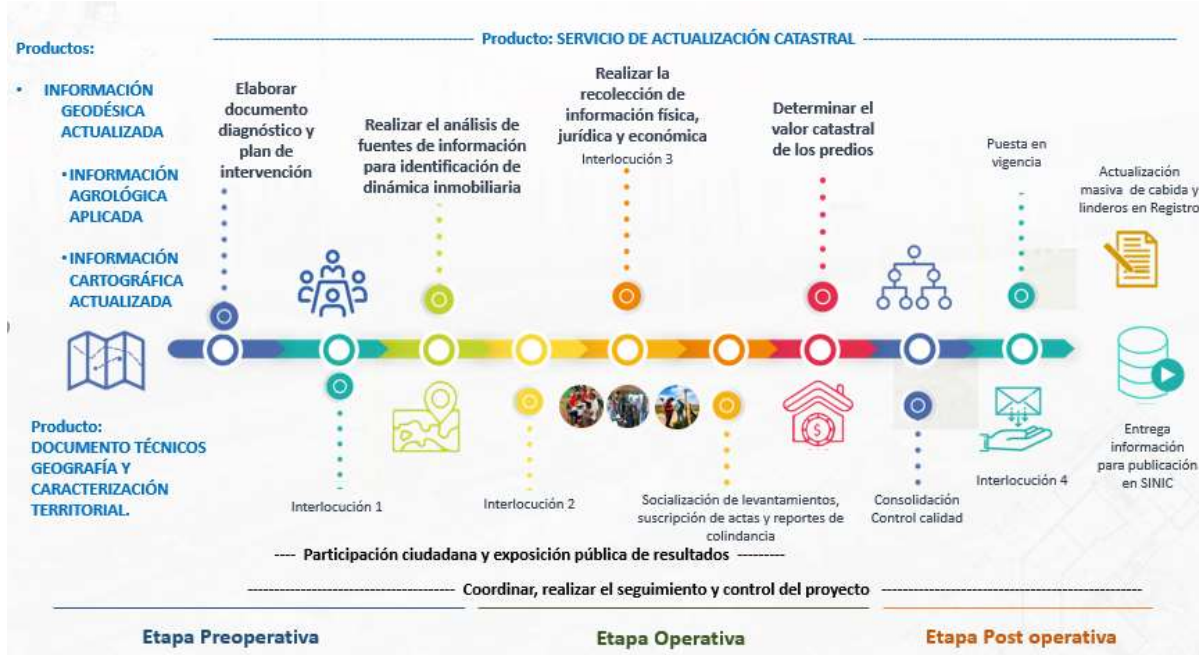 Productos:
Producto: SERVICIO DE ACTUALIZACIÓN CATASTRAL
• INFORMACIÓN
GEODÉSICA
ACTUALIZADA
• INFORMACIÓN
AGROLÓGICA
APLICADA
• INFORMACIÓN
CARTOGRÁFICA
ACTUALIZADA
Elaborar
documento
diagnóstico y
plan de
intervención
Realizar el análisis de
fuentes de información
para identificación de
dinámica inmobiliaria
Realizar la
recolección de
información física,
jurídica y económica
Interlocución 3
Determinar el
valor catastral
de los predios
Puesta en
vigencia
Actualización
masiva de cabida y
linderos en Registro
Producto:
DOCUMENTO TÉCNICOS
GEOGRAFÍA Y
CARACTERIZACIÓN
TERRITORIAL.
Interlocución 1
Interlocución 2
Socialización de levantamientos,
suscripción de actas y reportes de
colindancia
$
Consolidación
Control calidad
Interlocución 4
Entrega
información
para publicación
en SINIC
Participación ciudadana y exposición pública de resultados
Coordinar, realizar el seguimiento y control del proyecto
Etapa Preoperativa
Etapa Operativa
Etapa Post operativa